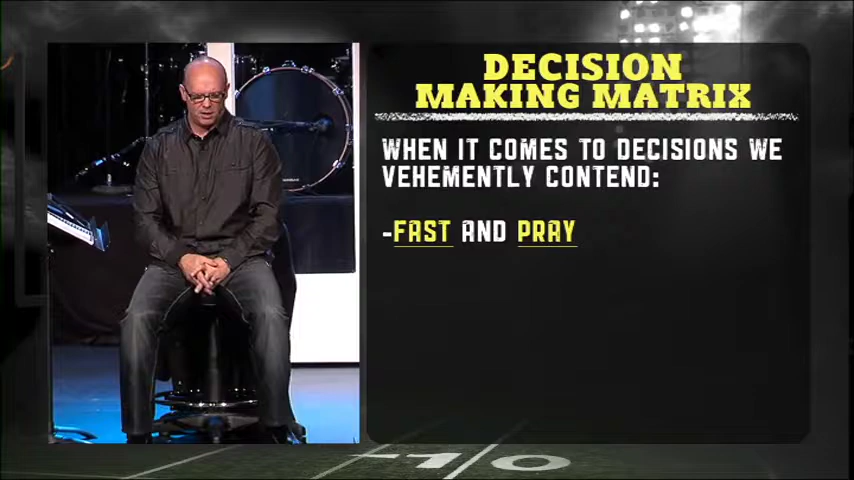 DECISION
MAKING MATRIX
WHEN IT COMES TO DECISIONS WE
VEHEMENTLY CONTEND:
-FAST AND PRAY
-10